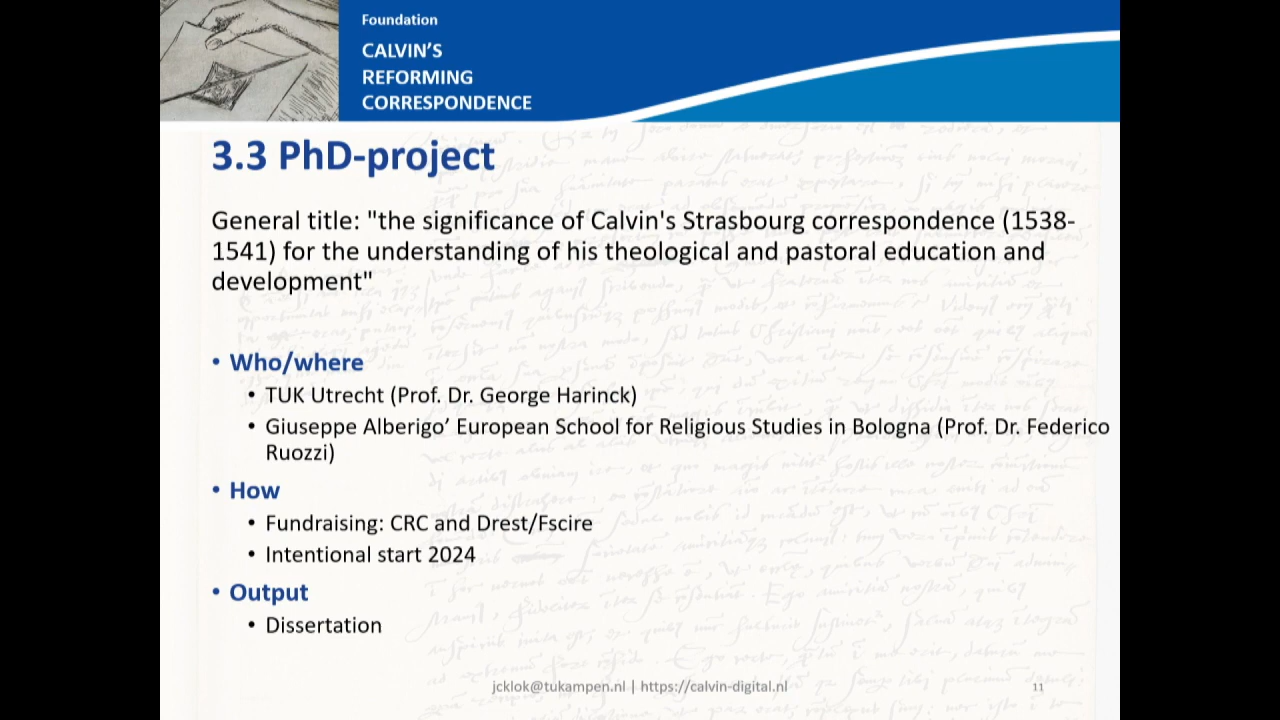 Foundation
CALVIN'S
REFORMING
CORRESPONDENCE
3.3 PhD-project
General title: "the significance of Calvin's Strasbourg correspondence (1538-
1541) for the understanding of his theological and pastoral education and
development"
• Who/where
• TUK Utrecht (Prof. Dr. George Harinck)
• Giuseppe Alberigo’ European School for Religious Studies in Bologna (Prof. Dr. Federico
Ruozzi)
• How
• Fundraising: CRC and Drest/Fscire
• Intentional start 2024
• Output
• Dissertation
jcklok@tukampen.nl | https://calvin-digital.nl
11